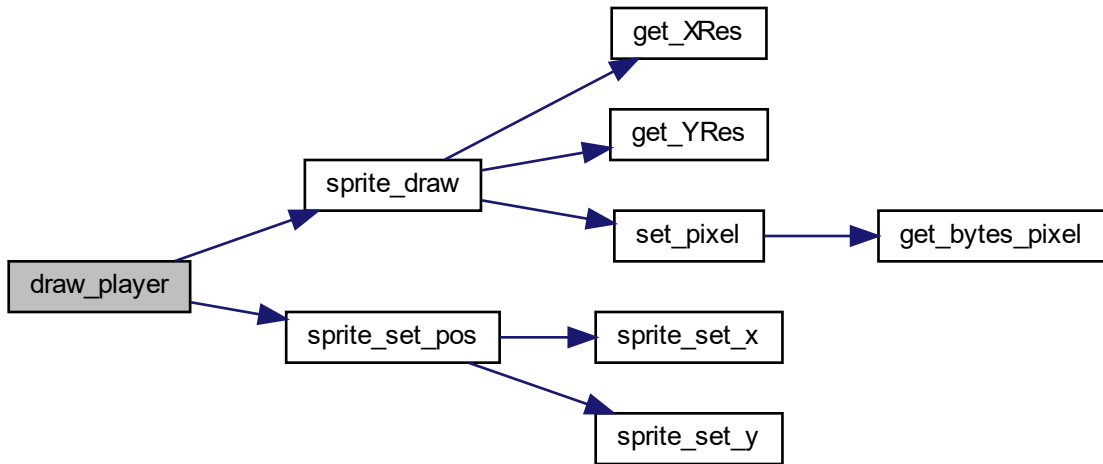 get_XRes
get_YRes
sprite_draw
set_pixel
get_bytes_pixel
draw_player
sprite_set_pos
sprite_set_x
sprite_set_y